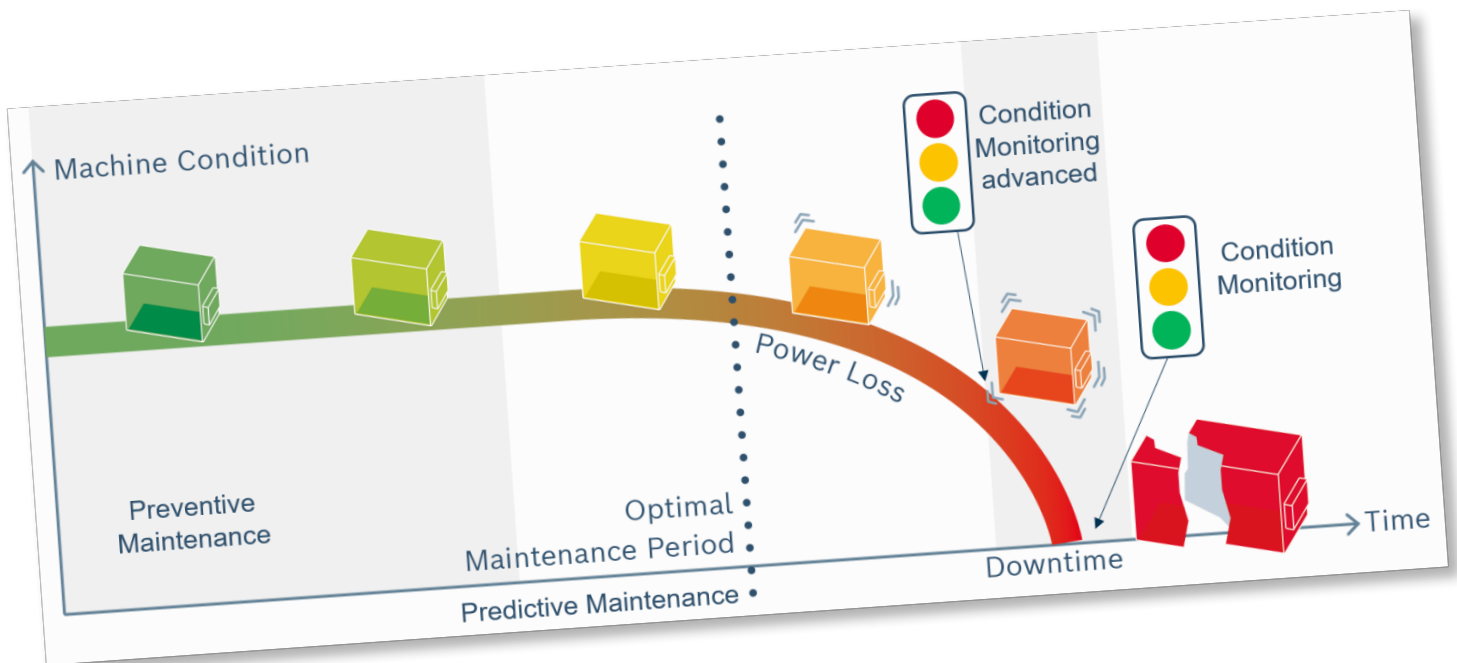 Machine Condition
Condition
Monitoring
advanced
Condition
Monitoring
Power Loss
Preventive
Maintenance
Optimal
Maintenance Period
Predictive Maintenance
Downtime
Time